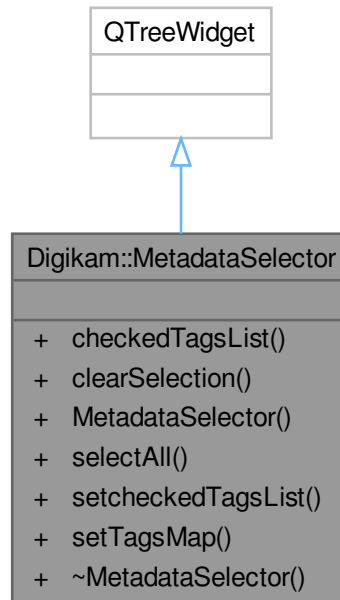 QTreeWidget
Digikam::MetadataSelector
+ checkedTagsList()
+ clearSelection()
+ MetadataSelector()
+ selectAll()
+ setcheckedTagsList()
+ setTagsMap()
+ ~MetadataSelector()